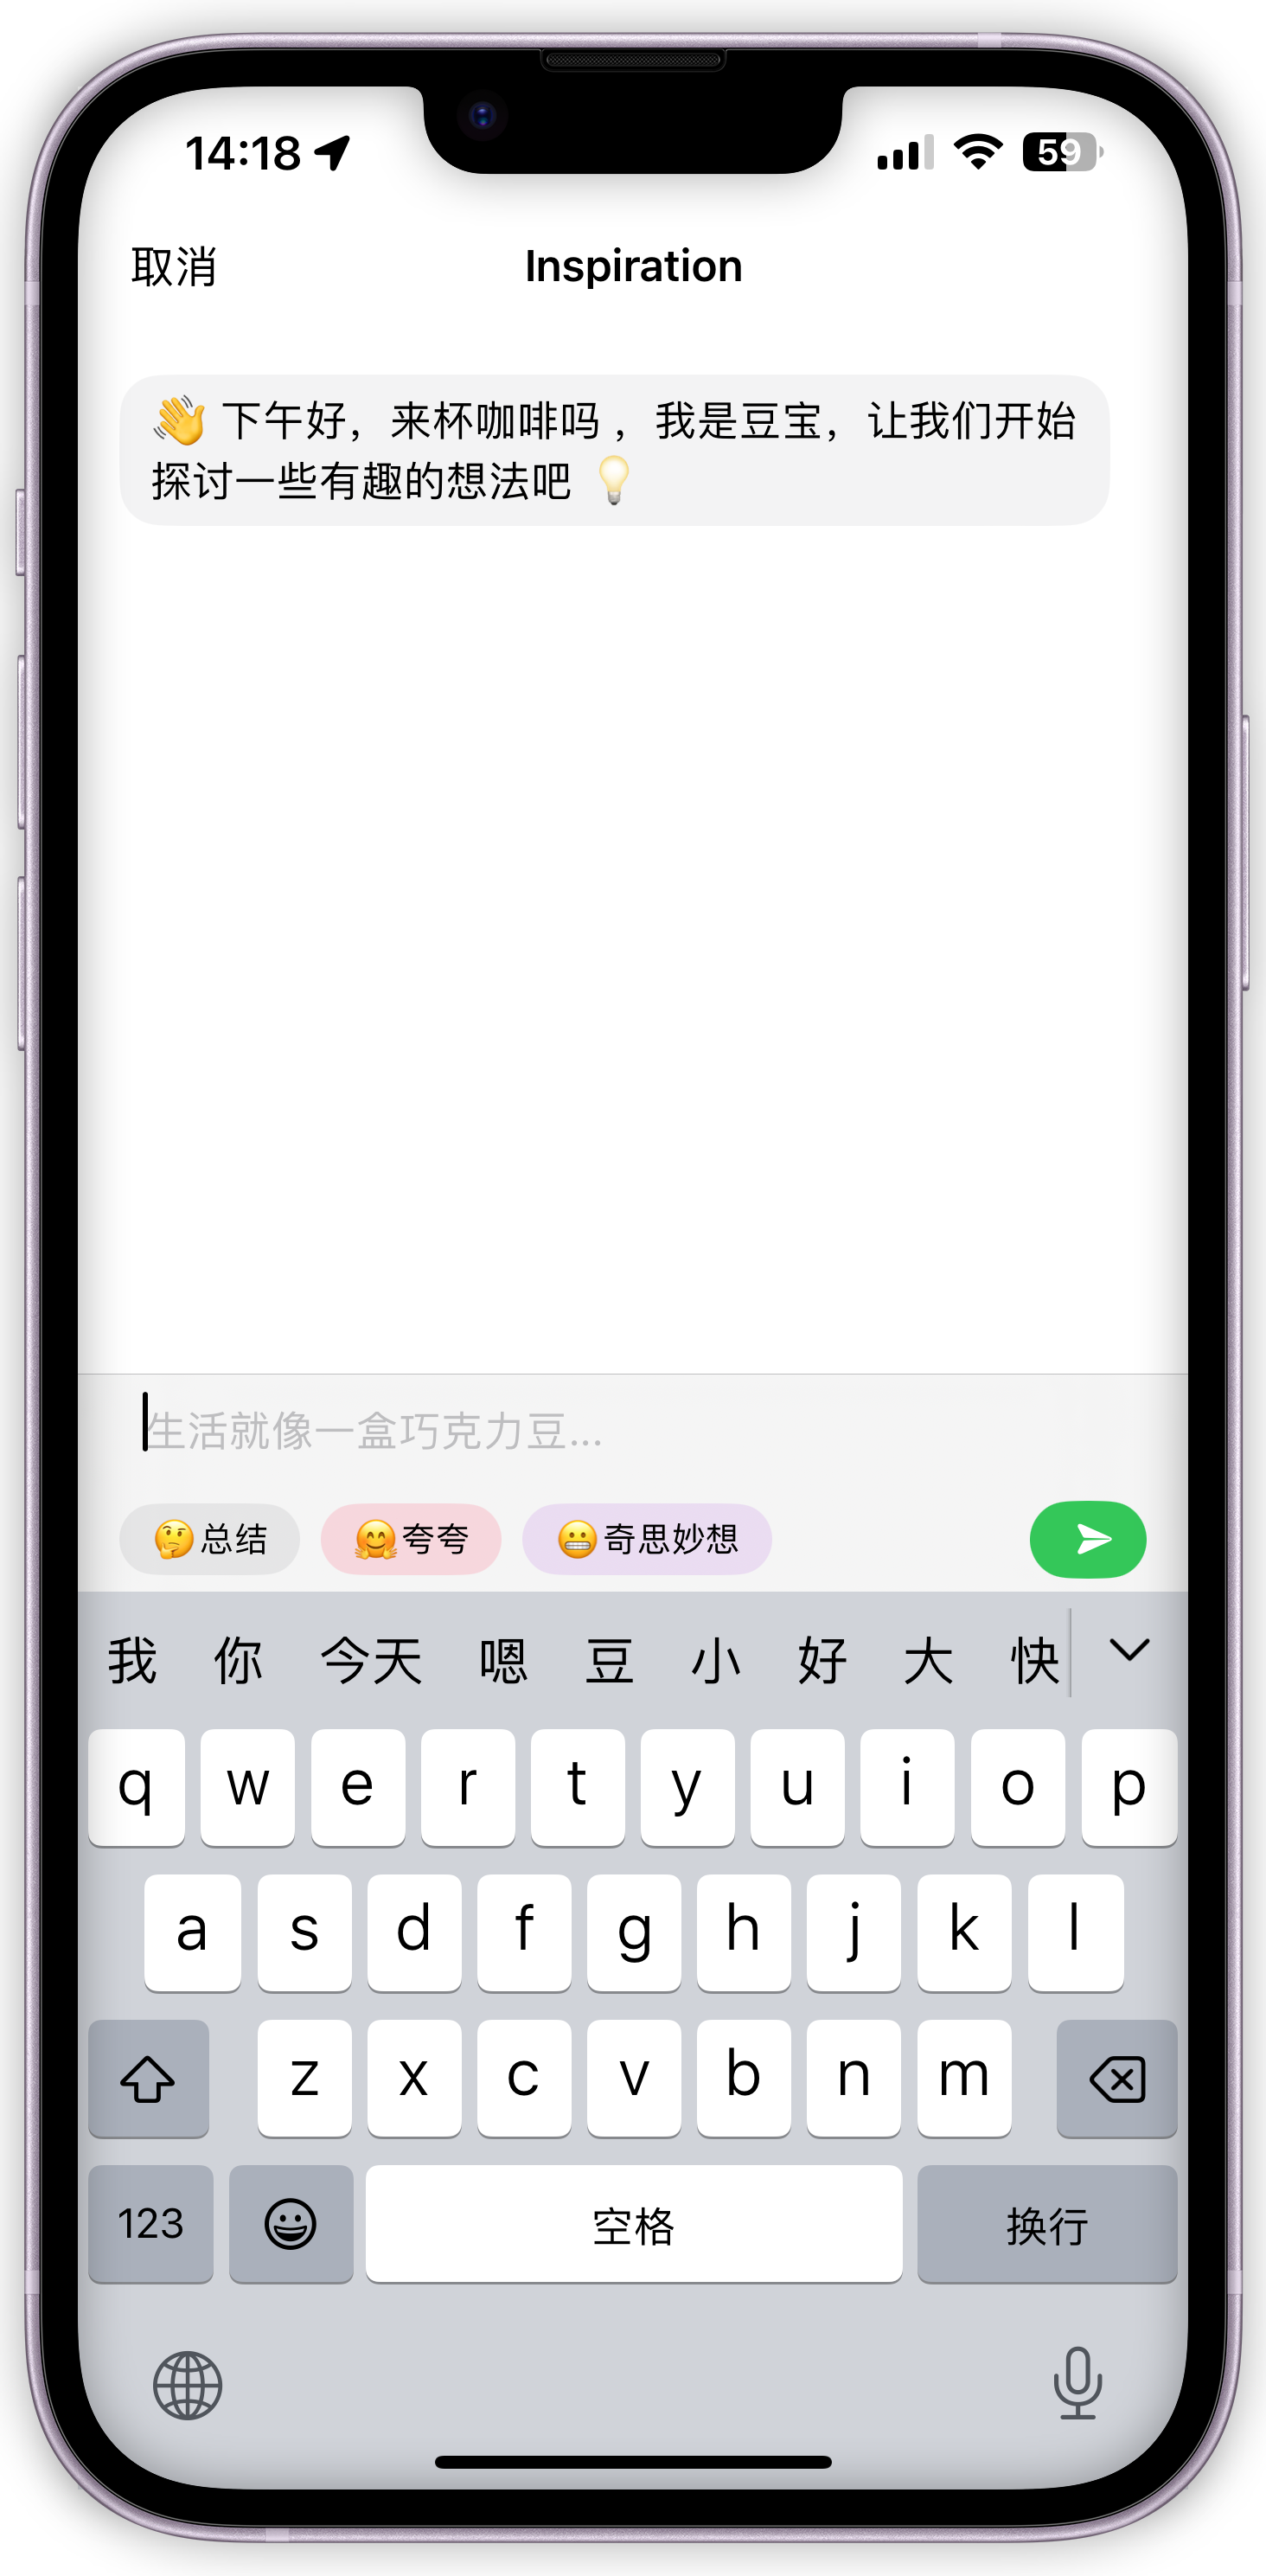 14:18 59
取消 Inspiration
👋 下午好，来杯咖啡吗 ，我是豆宝，让我们开始
探讨一些有趣的想法吧 💡
生活就像一盒巧克力豆...
🤔总结 🤗夸夸 😬奇思妙想
我 你 今天 嗯 豆 小 好 大 快
q w e r t y u i o p
a s d f g h j k l
z x c v b n m
123 空格 换行